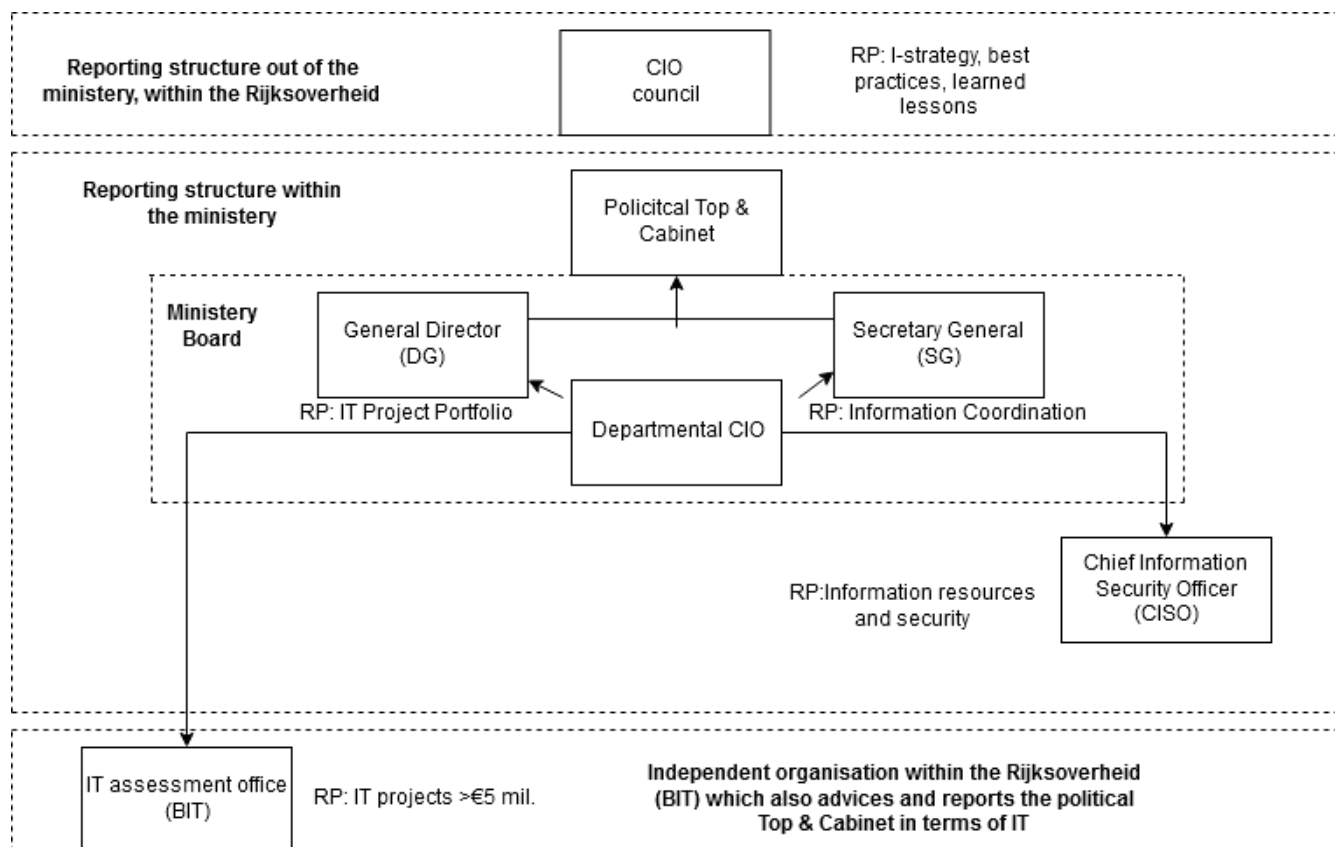 Reporting structure out of the
ministery, within the Rijksoverheid
CIO
council
RP: I-strategy, best
practices, learned
lessons
Reporting structure within
the ministery
Policitcal Top &
Cabinet
Ministery
Board
General Director
(DG)
Secretary General
(SG)
RP: IT Project Portfolio
Departmental CIO
RP: Information Coordination
Chief Information
Security Officer
(CISO)
RP:Information resources
and security
IT assessment office
(BIT)
RP: IT projects >€5 mil.
Independent organisation within the Rijksoverheid
(BIT) which also advices and reports the political
Top & Cabinet in terms of IT